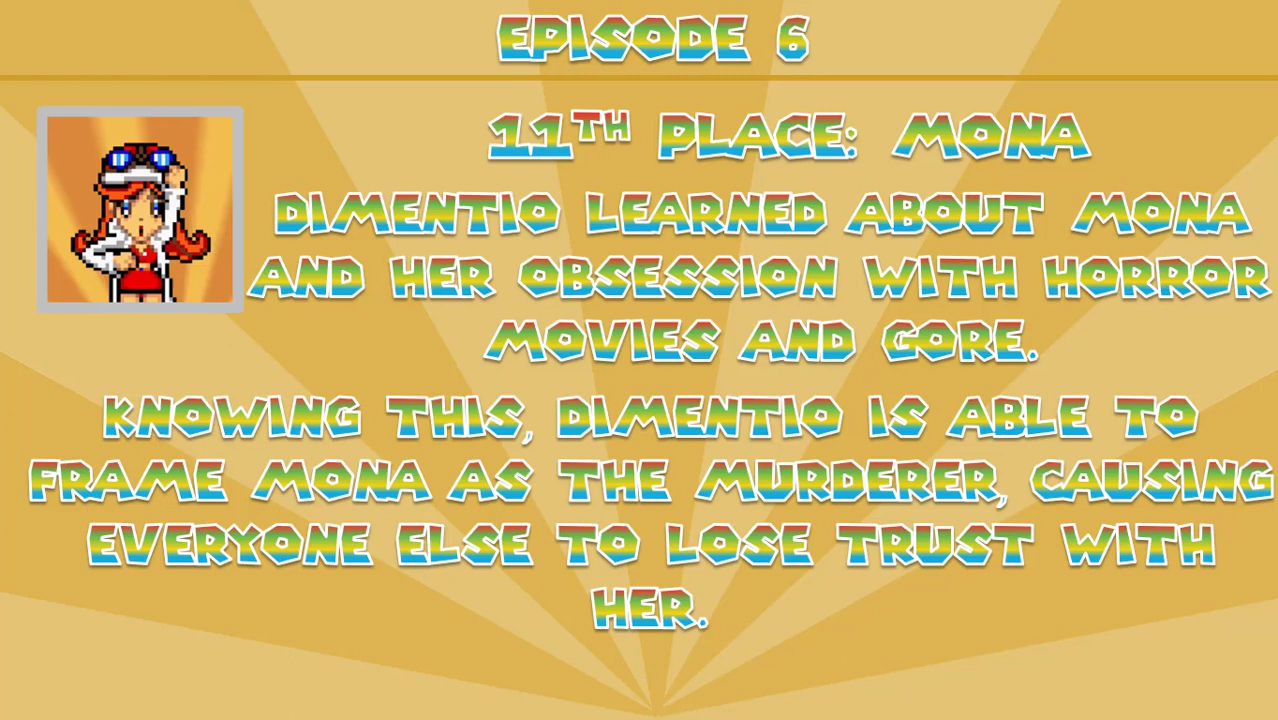 EPISODE 6
11TH PLACE: MONA
DIMENTIO LEARNED ABOUT MONA
AND HER OBSESSION WITH HORROR
MOVIES AND GORE.
KNOWING THIS, DIMENTIO IS ABLE TO
FRAME MONA AS THE MURDERER, CAUSING
EVERYONE ELSE TO LOSE TRUST WITH
HER.